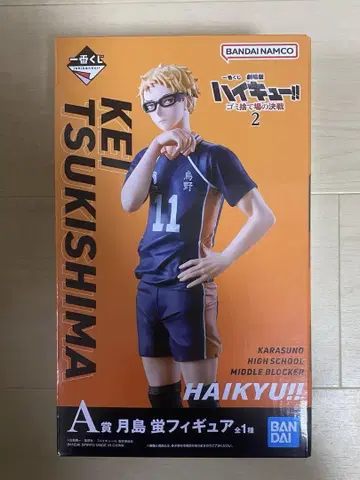 一番くじ
BANDAI NAMCO
一番くじ 劇場版
ハイキュー!!
ゴミ捨て場の決戦
2
KEI
TSUKISHIMA
烏野
11
KARASUNO
HIGH SCHOOL
MIDDLE BLOCKER
HAIKYU!!
A賞 月島 蛍フィギュア 全1種
BAN
DAI